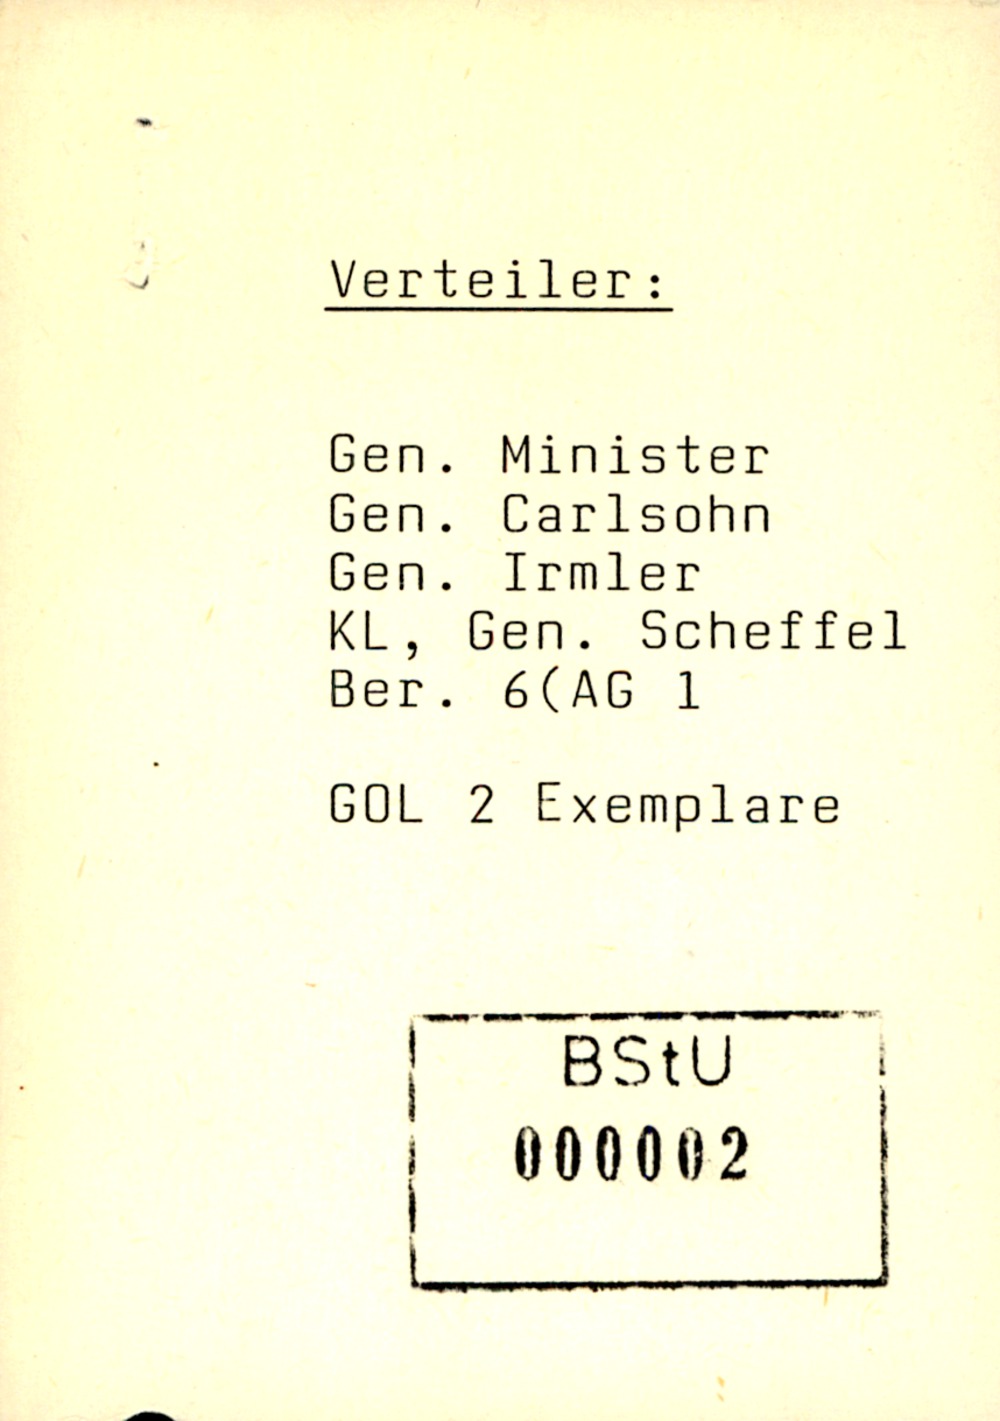 Verteiler:
Gen. Minister
Gen. Carlsohn
Gen. Irmler
KL, Gen. Scheffel
Ber. 6(AG 1
GOL 2 Exemplare
BStU
000002